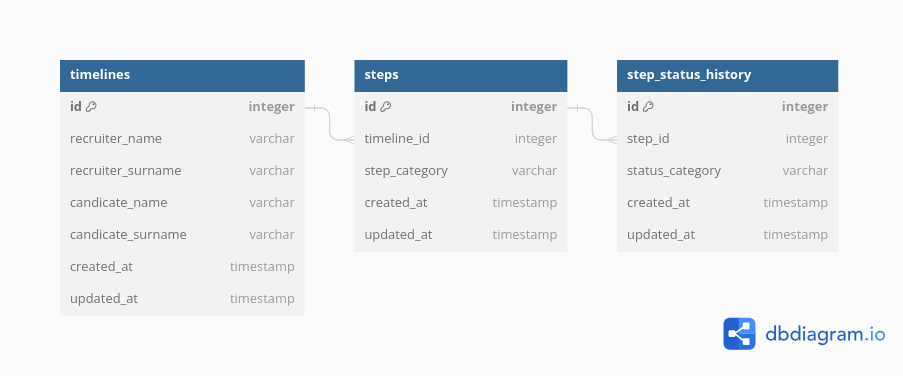 timelines
id integer
recruiter_name varchar
recruiter_surname varchar
candicate_name varchar
candicate_surname varchar
created_at timestamp
updated_at timestamp
steps
id integer
timeline_id integer
step_category varchar
created_at timestamp
updated_at timestamp
step_status_history
id integer
step_id integer
status_category varchar
created_at timestamp
updated_at timestamp
dbdiagram.io